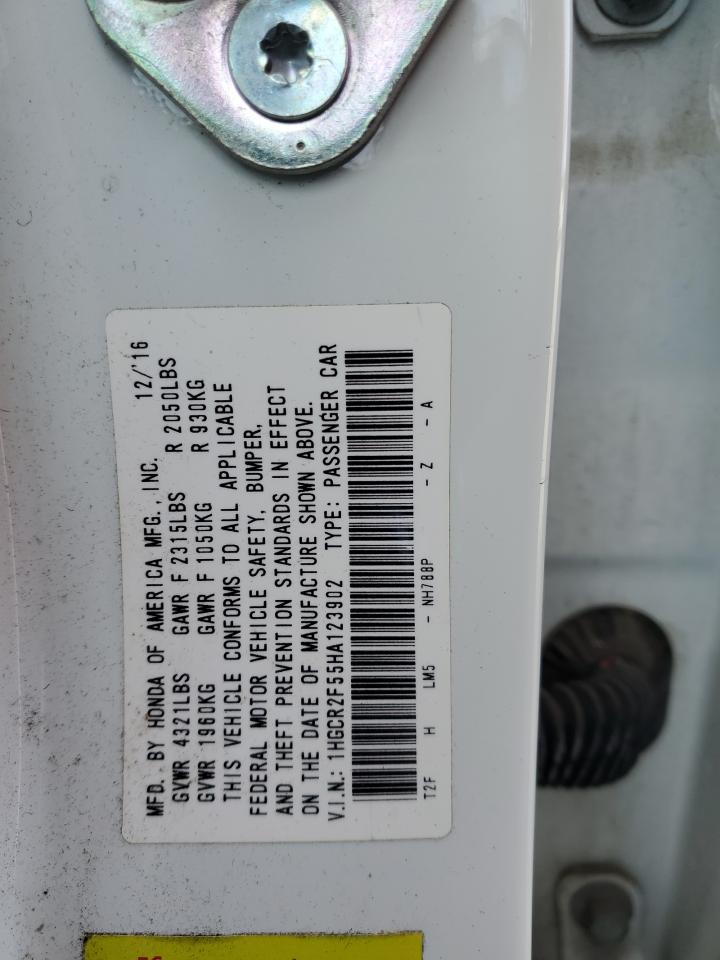 MFD. BY HONDA OF AMERICA MFG., INC. 12/'16
GVWR 4321LBS GAWR F 2315LBS R 2050LBS
GVWR 1960KG GAWR F 1050KG R 930KG
THIS VEHICLE CONFORMS TO ALL APPLICABLE
FEDERAL MOTOR VEHICLE SAFETY, BUMPER,
AND THEFT PREVENTION STANDARDS IN EFFECT
ON THE DATE OF MANUFACTURE SHOWN ABOVE.
V.I.N.: 1HGCR2F55HA123902 TYPE: PASSENGER CAR
T2F H LM5 - NH788P - Z - A